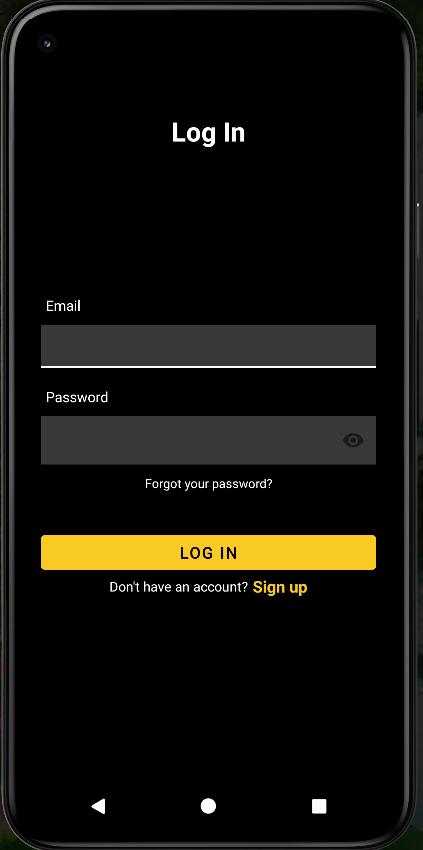 Log In
Email
Password
Forgot your password?
LOG IN
Don't have an account? Sign up